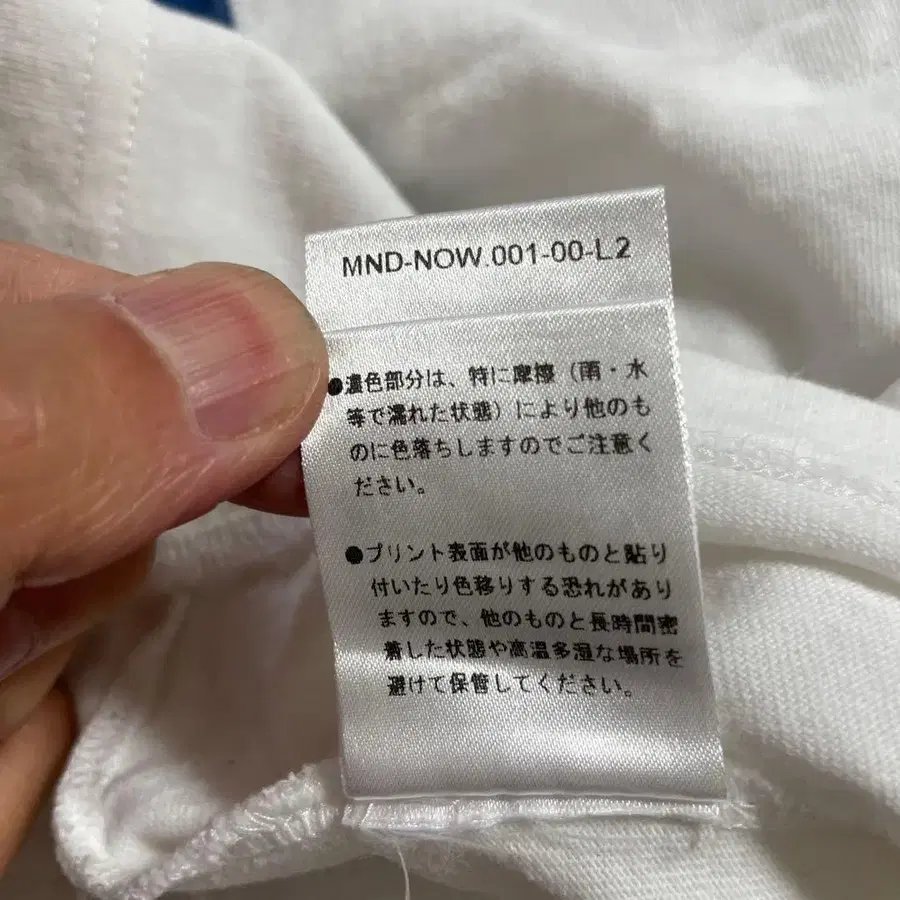 MND-NOW.001-00-L2
●濃色部分は、特に摩擦（雨・水
等で濡れた状態）により他のも
のに色落ちしますのでご注意く
ださい。
●プリント表面が他のものと貼り
付いたり色移りする恐れがあり
ますので、他のものと長時間密
着した状態や高温多湿な場所を
避けて保管してください。